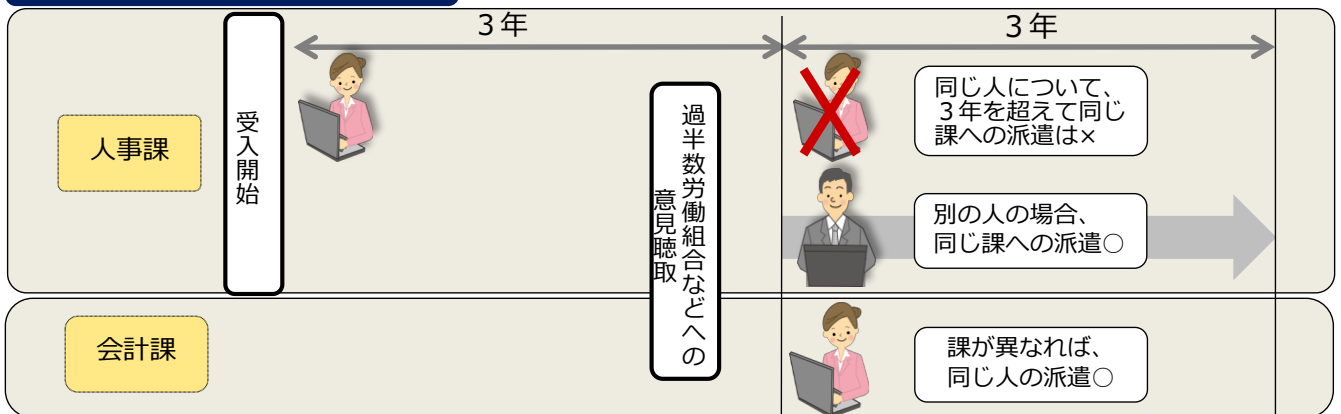 3年
3年
人事課
受入開始
過半数労働組合などへの
意見聴取
同じ人について、
3年を超えて同じ
課への派遣は×
別の人の場合、
同じ課への派遣○
会計課
課が異なれば、
同じ人の派遣○